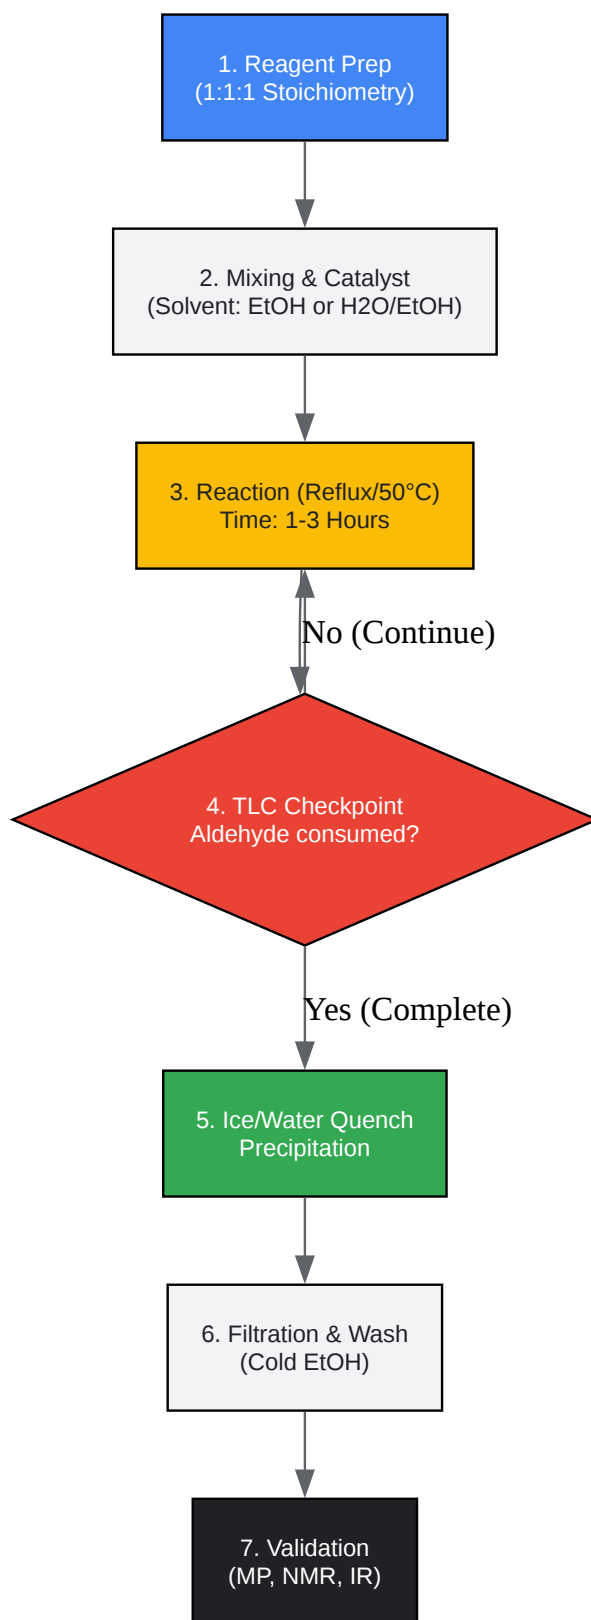 1. Reagent Prep
(1:1:1 Stoichiometry)
2. Mixing & Catalyst
(Solvent: EtOH or H2O/EtOH)
3. Reaction (Reflux/50°C)
Time: 1-3 Hours
No (Continue)
4. TLC Checkpoint
Aldehyde consumed?
Yes (Complete)
5. Ice/Water Quench
Precipitation
6. Filtration & Wash
(Cold EtOH)
7. Validation
(MP, NMR, IR)